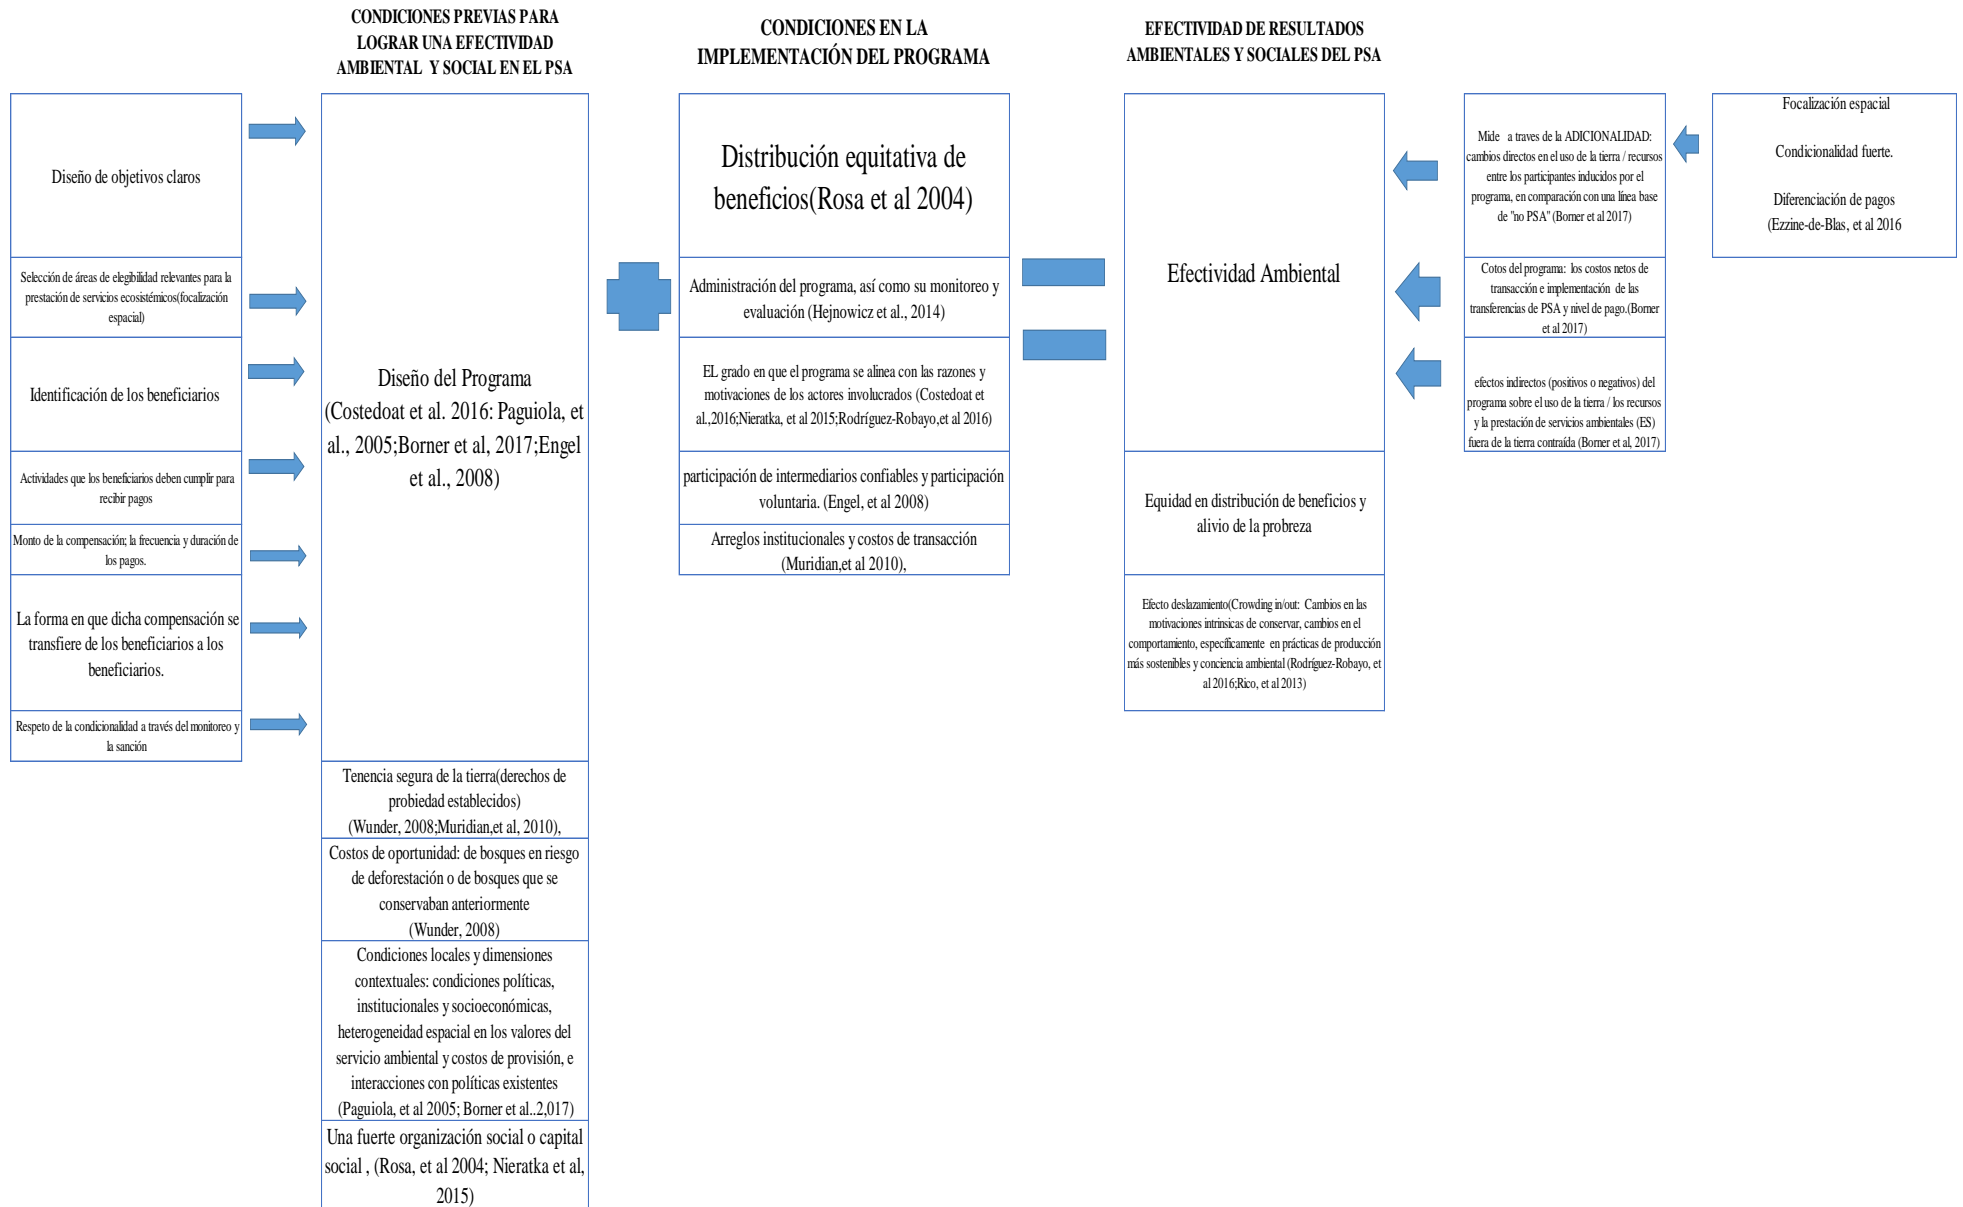 CONDICIONES PREVIAS PARA
LOGRAR UNA EFECTIVIDAD
AMBIENTAL Y SOCIAL EN EL PSA
CONDICIONES EN LA
IMPLEMENTACIÓN DEL PROGRAMA
EFECTIVIDAD DE RESULTADOS
AMBIENTALES Y SOCIALES DEL PSA
Diseño de objetivos claros
Selección de áreas de elegibilidad relevantes para la
prestación de servicios ecosistémicos(focalización
espacial)
Identificación de los beneficiarios
Actividades que los beneficiarios deben cumplir para
recibir pagos
Monto de la compensación; la frecuencia y duración de
los pagos.
La forma en que dicha compensación se
transfiere de los beneficiarios a los
beneficiarios.
Respeto de la condicionalidad a través del monitoreo y
la sanción
Diseño del Programa
(Costedoat et al. 2016: Paguiola, et
al., 2005;Borner et al, 2017;Engel
et al., 2008)
Tenencia segura de la tierra(derechos de
probiedad establecidos)
(Wunder, 2008;Muridian,et al, 2010),
Costos de oportunidad: de bosques en riesgo
de deforestación o de bosques que se
conservaban anteriormente
(Wunder, 2008)
Condiciones locales y dimensiones
contextuales: condiciones políticas,
institucionales y socioeconómicas,
heterogeneidad espacial en los valores del
servicio ambiental y costos de provisión, e
interacciones con políticas existentes
(Paguiola, et al 2005; Borner et al..2,017)
Una fuerte organización social o capital
social , (Rosa, et al 2004; Nieratka et al,
2015)
Distribución equitativa de
beneficios(Rosa et al 2004)
Administración del programa, así como su monitoreo y
evaluación (Hejnowicz et al., 2014)
EL grado en que el programa se alinea con las razones y
motivaciones de los actores involucrados (Costedoat et
al.,2016;Nieratka, et al 2015;Rodríguez-Robayo,et al 2016)
participación de intermediarios confiables y participación
voluntaria. (Engel, et al 2008)
Arreglos institucionales y costos de transacción
(Muridian,et al 2010),
Efectividad Ambiental
Equidad en distribución de beneficios y
alivio de la probreza
Efecto deslazamiento(Crowding in/out: Cambios en las
motivaciones intrinsicas de conservar, cambios en el
comportamiento, específicamente en prácticas de producción
más sostenibles y conciencia ambiental (Rodríguez-Robayo, et
al 2016;Rico, et al 2013)
Mide a traves de la ADICIONALIDAD:
cambios directos en el uso de la tierra / recursos
entre los participantes inducidos por el
programa, en comparación con una línea base
de "no PSA" (Borner et al 2017)
Cotos del programa: los costos netos de
transacción e implementación de las
transferencias de PSA y nivel de pago.(Borner
et al 2017)
efectos indirectos (positivos o negativos) del
programa sobre el uso de la tierra / los recursos
y la prestación de servicios ambientales (ES)
fuera de la tierra contraída (Borner et al, 2017)
Focalización espacial
Condicionalidad fuerte.
Diferenciación de pagos
(Ezzine-de-Blas, et al 2016